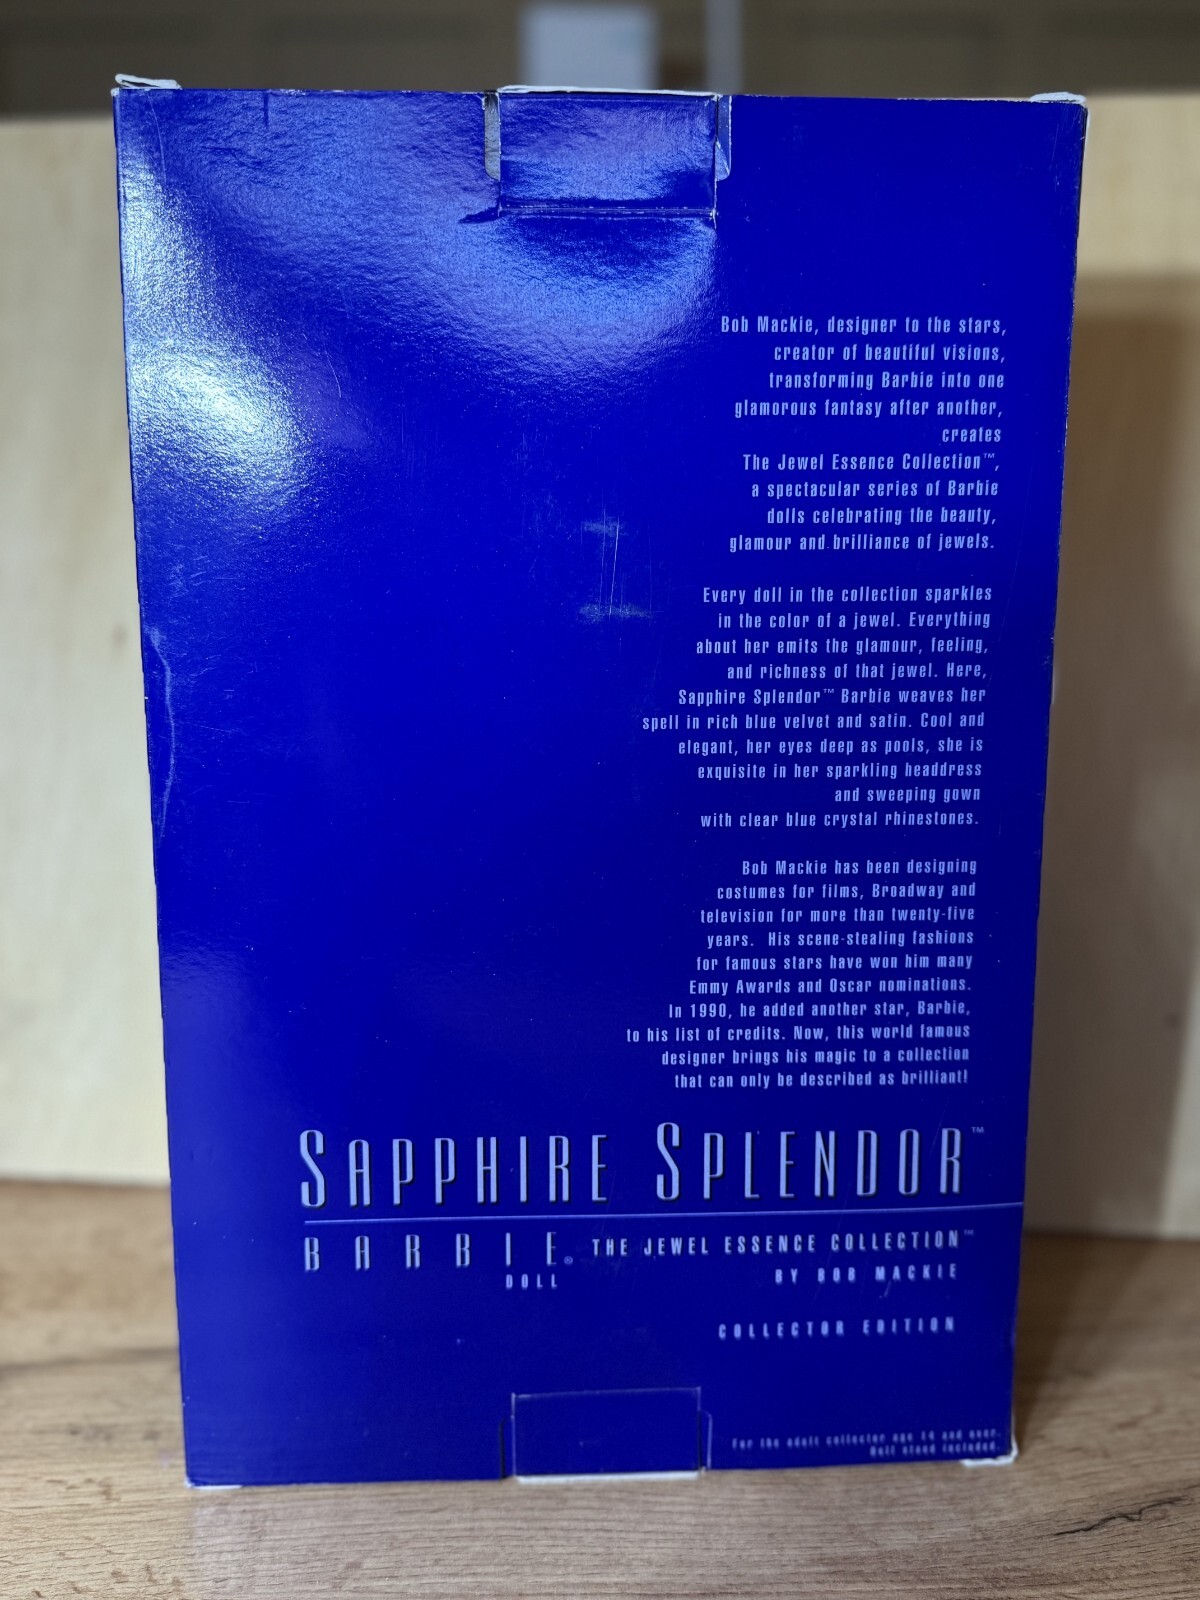 Bob Mackie, designer to the stars,
creator of beautiful visions,
transforming Barbie into one
glamorous fantasy after another,
creates
The Jewel Essence Collection™,
a spectacular series of Barbie
dolls celebrating the beauty,
glamour and brilliance of jewels.
Every doll in the collection sparkles
in the color of a jewel. Everything
about her emits the glamour, feeling,
and richness of that jewel. Here,
Sapphire Splendor™ Barbie weaves her
spell in rich blue velvet and satin. Cool and
elegant, her eyes deep as pools, she is
exquisite in her sparkling headdress
and sweeping gown
with clear blue crystal rhinestones.
Bob Mackie has been designing
costumes for films, Broadway and
television for more than twenty-five
years. His scene-stealing fashions
for famous stars have won him many
Emmy Awards and Oscar nominations.
In 1990, he added another star, Barbie,
to his list of credits. Now, this world famous
designer brings his magic to a collection
that can only be described as brilliant!
SAPPHIRE SPLENDOR™
BARBIE® THE JEWEL ESSENCE COLLECTION™
DOLL BY BOB MACKIE
COLLECTOR EDITION
For the adult collector age 14 and over.
Doll stand included.